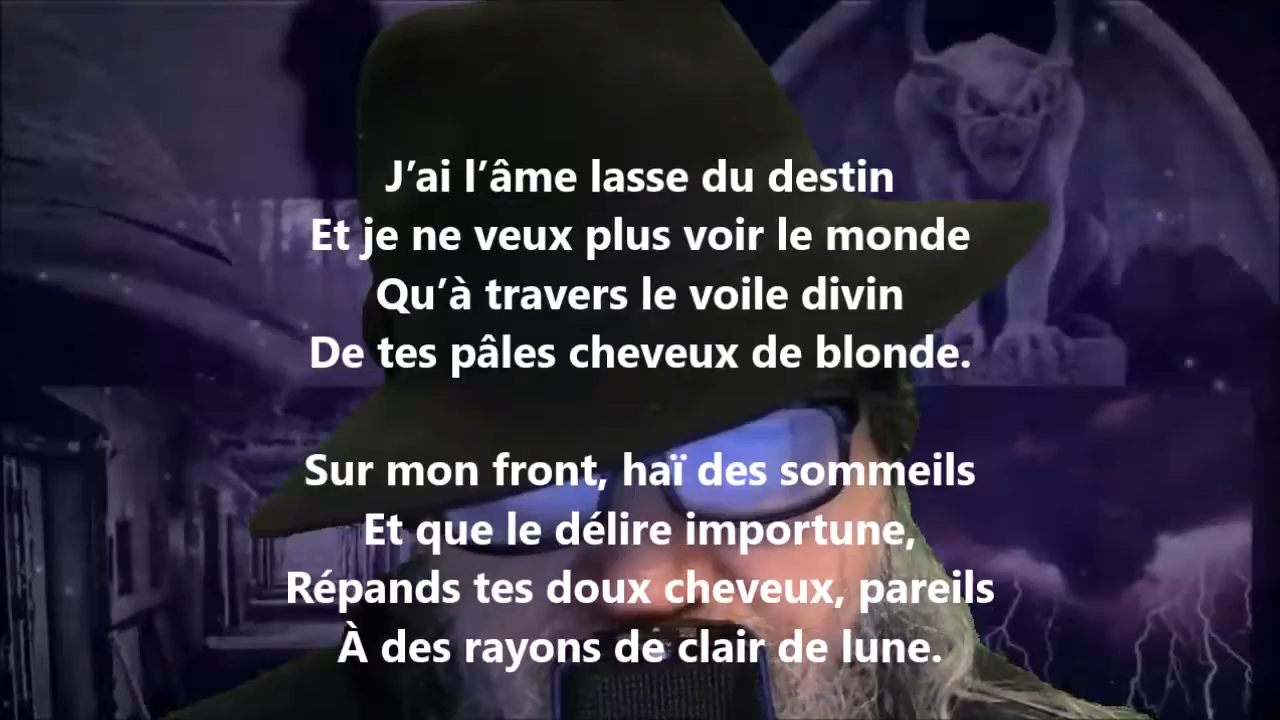 J’ai l’âme lasse du destin
Et je ne veux plus voir le monde
Qu’à travers le voile divin
De tes pâles cheveux de blonde.
Sur mon front, haï des sommeils
Et que le délire importune,
Répands tes doux cheveux, pareils
À des rayons de clair de lune.